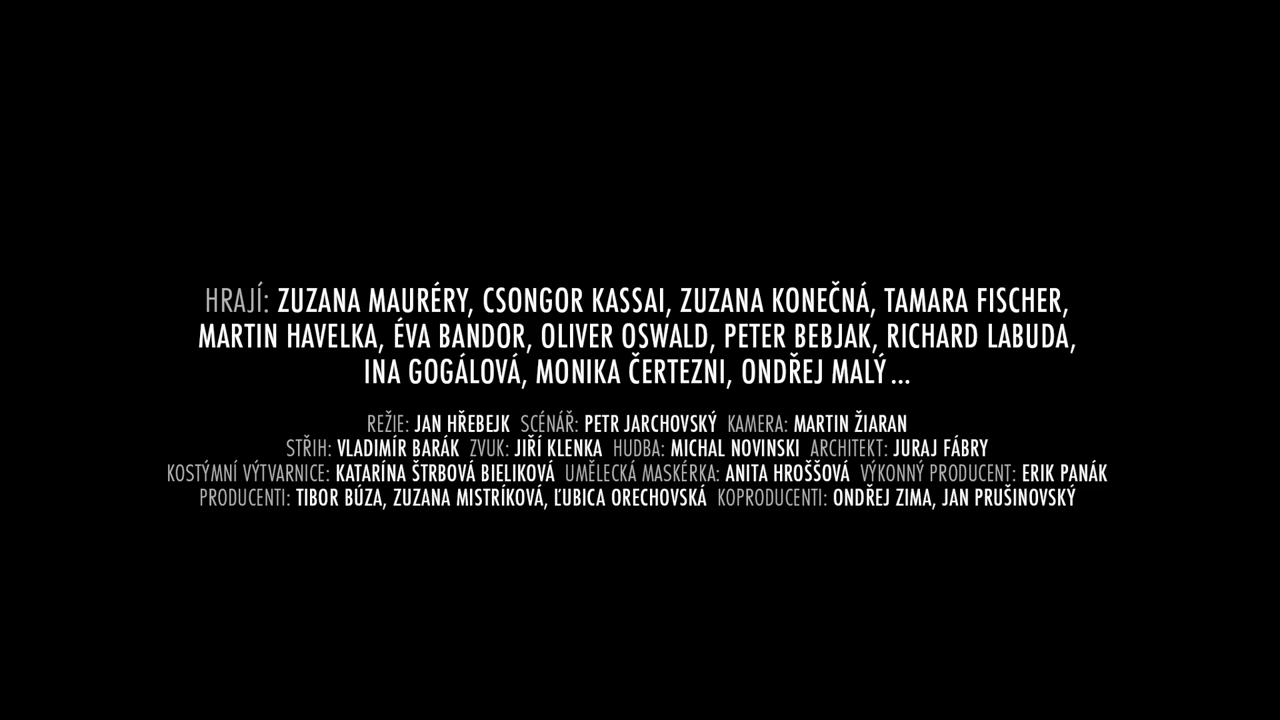 HRAJÍ: ZUZANA MAURÉRY, CSONGOR KASSAI, ZUZANA KONEČNÁ, TAMARA FISCHER,
MARTIN HAVELKA, ÉVA BANDOR, OLIVER OSWALD, PETER BEBJAK, RICHARD LABUDA,
INA GOGÁLOVÁ, MONIKA ČERTEZNI, ONDŘEJ MALÝ...
REŽIE: JAN HŘEBEJK SCÉNÁŘ: PETR JARCHOVSKÝ KAMERA: MARTIN ŽIARAN
STŘIH: VLADIMÍR BARÁK ZVUK: JIŘÍ KLENKA HUDBA: MICHAL NOVINSKI ARCHITEKT: JURAJ FÁBRY
KOSTÝMNÍ VÝTVARNICE: KATARÍNA ŠTRBOVÁ BIELIKOVÁ UMĚLECKÁ MASKÉRKA: ANITA HROŠŠOVÁ VÝKONNÝ PRODUCENT: ERIK PANÁK
PRODUCENTI: TIBOR BÚZA, ZUZANA MISTRÍKOVÁ, ĽUBICA ORECHOVSKÁ KOPRODUCENTI: ONDŘEJ ZIMA, JAN PRUŠINOVSKÝ